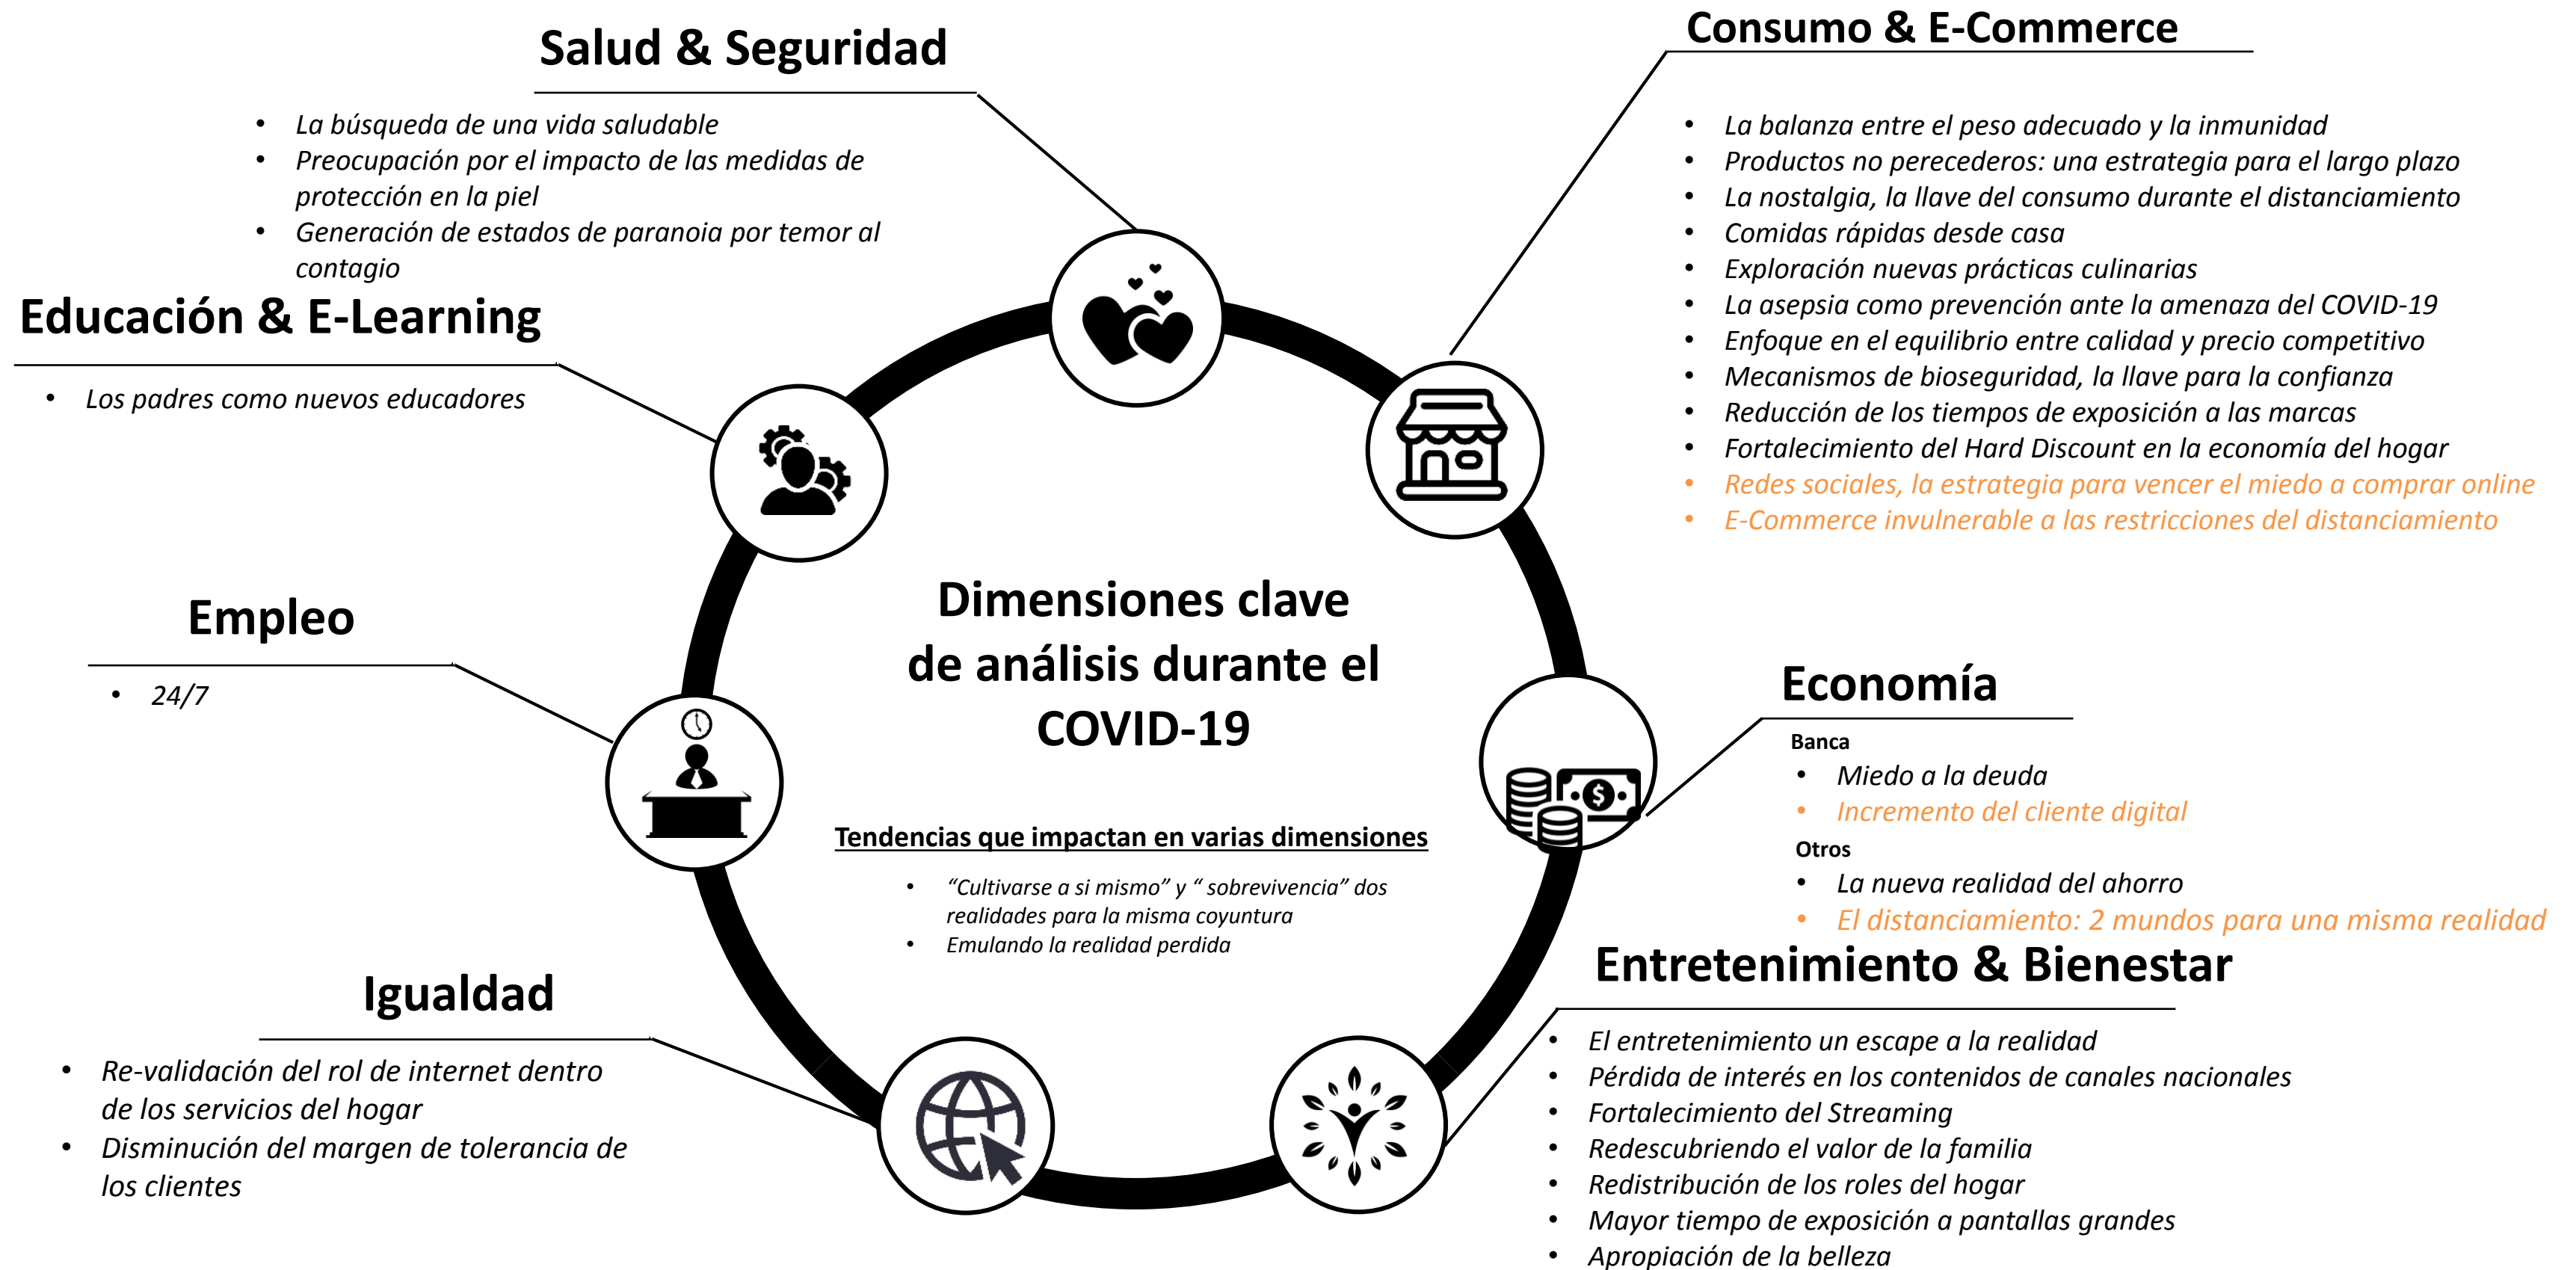 Salud & Seguridad
• La búsqueda de una vida saludable
• Preocupación por el impacto de las medidas de
protección en la piel
• Generación de estados de paranoia por temor al
contagio
Consumo & E-Commerce
• La balanza entre el peso adecuado y la inmunidad
• Productos no perecederos: una estrategia para el largo plazo
• La nostalgia, la llave del consumo durante el distanciamiento
• Comidas rápidas desde casa
• Exploración nuevas prácticas culinarias
• La asepsia como prevención ante la amenaza del COVID-19
• Enfoque en el equilibrio entre calidad y precio competitivo
• Mecanismos de bioseguridad, la llave para la confianza
• Reducción de los tiempos de exposición a las marcas
• Fortalecimiento del Hard Discount en la economía del hogar
• Redes sociales, la estrategia para vencer el miedo a comprar online
• E-Commerce invulnerable a las restricciones del distanciamiento
Educación & E-Learning
• Los padres como nuevos educadores
Empleo
• 24/7
Dimensiones clave
de análisis durante el
COVID-19
Tendencias que impactan en varias dimensiones
• “Cultivarse a si mismo” y “ sobrevivencia” dos
realidades para la misma coyuntura
• Emulando la realidad perdida
Economía
Banca
• Miedo a la deuda
• Incremento del cliente digital
Otros
• La nueva realidad del ahorro
• El distanciamiento: 2 mundos para una misma realidad
Igualdad
• Re-validación del rol de internet dentro
de los servicios del hogar
• Disminución del margen de tolerancia de
los clientes
Entretenimiento & Bienestar
• El entretenimiento un escape a la realidad
• Pérdida de interés en los contenidos de canales nacionales
• Fortalecimiento del Streaming
• Redescubriendo el valor de la familia
• Redistribución de los roles del hogar
• Mayor tiempo de exposición a pantallas grandes
• Apropiación de la belleza